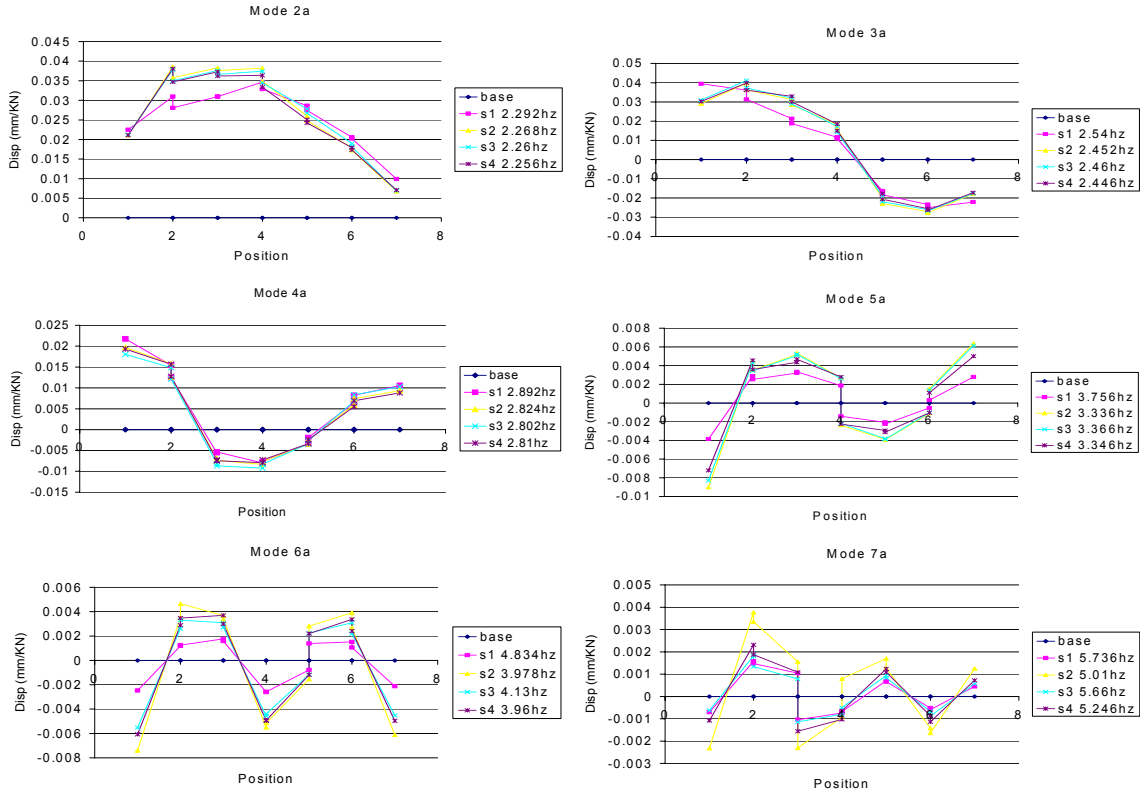 Mode 2a
Disp (mm/KN)
0.045
0.04
0.035
0.03
0.025
0.02
0.015
0.01
0.005
0
0 2 4 6 8
Position
base
s1 2.292hz
s2 2.268hz
s3 2.26hz
s4 2.256hz
Mode 3a
Disp (mm/KN)
0.05
0.04
0.03
0.02
0.01
0
-0.01
-0.02
-0.03
-0.04
0 2 4 6 8
Position
base
s1 2.54hz
s2 2.452hz
s3 2.46hz
s4 2.446hz
Mode 4a
Disp (mm/KN)
0.025
0.02
0.015
0.01
0.005
0
-0.005
-0.01
-0.015
0 2 4 6 8
Position
base
s1 2.892hz
s2 2.824hz
s3 2.802hz
s4 2.81hz
Mode 5a
Disp (mm/KN)
0.008
0.006
0.004
0.002
0
-0.002
-0.004
-0.006
-0.008
-0.01
0 2 4 6 8
Position
base
s1 3.756hz
s2 3.336hz
s3 3.366hz
s4 3.346hz
Mode 6a
Disp (mm/KN)
0.006
0.004
0.002
0
-0.002
-0.004
-0.006
-0.008
0 2 4 6 8
Position
base
s1 4.834hz
s2 3.978hz
s3 4.13hz
s4 3.96hz
Mode 7a
Disp (mm/KN)
0.005
0.004
0.003
0.002
0.001
0
-0.001
-0.002
-0.003
0 2 4 6 8
Position
base
s1 5.736hz
s2 5.01hz
s3 5.66hz
s4 5.246hz